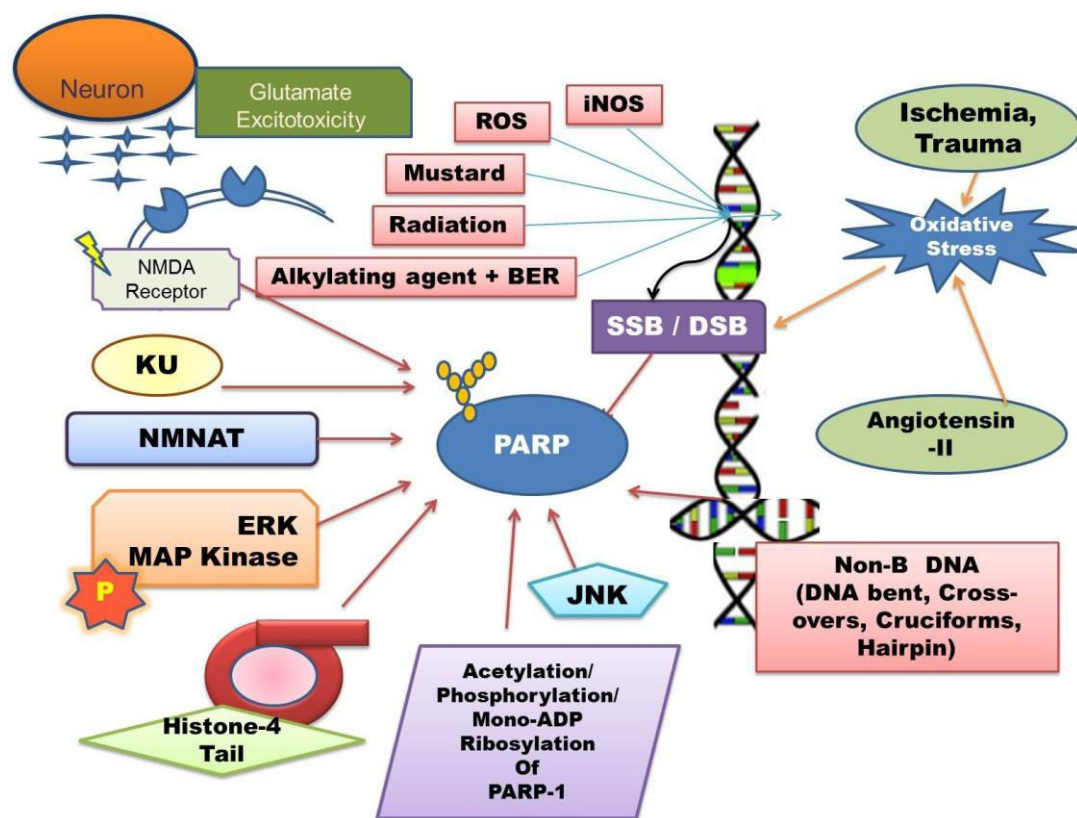 Neuron
Glutamate
Excitotoxicity
ROS
iNOS
Mustard
Radiation
Alkylating agent + BER
Ischemia,
Trauma
Oxidative
Stress
NMDA
Receptor
SSB / DSB
KU
NMNAT
PARP
Angiotensin
-II
ERK
MAP Kinase
P
JNK
Non-B DNA
(DNA bent, Cross-
overs, Cruciforms,
Hairpin)
Histone-4
Tail
Acetylation/
Phosphorylation/
Mono-ADP
Ribosylation
Of
PARP-1